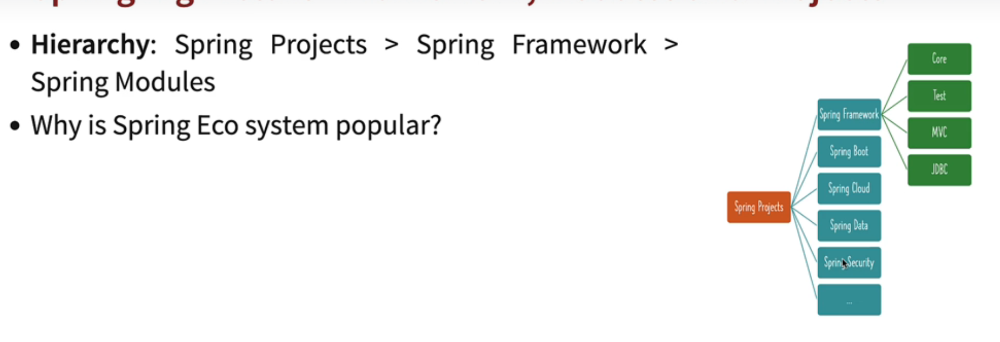 • Hierarchy: Spring Projects > Spring Framework >
Spring Modules
• Why is Spring Eco system popular?
Core
Test
Spring Framework
MVC
Spring Boot
JDBC
Spring Cloud
Spring Projects
Spring Data
Spring Security
...